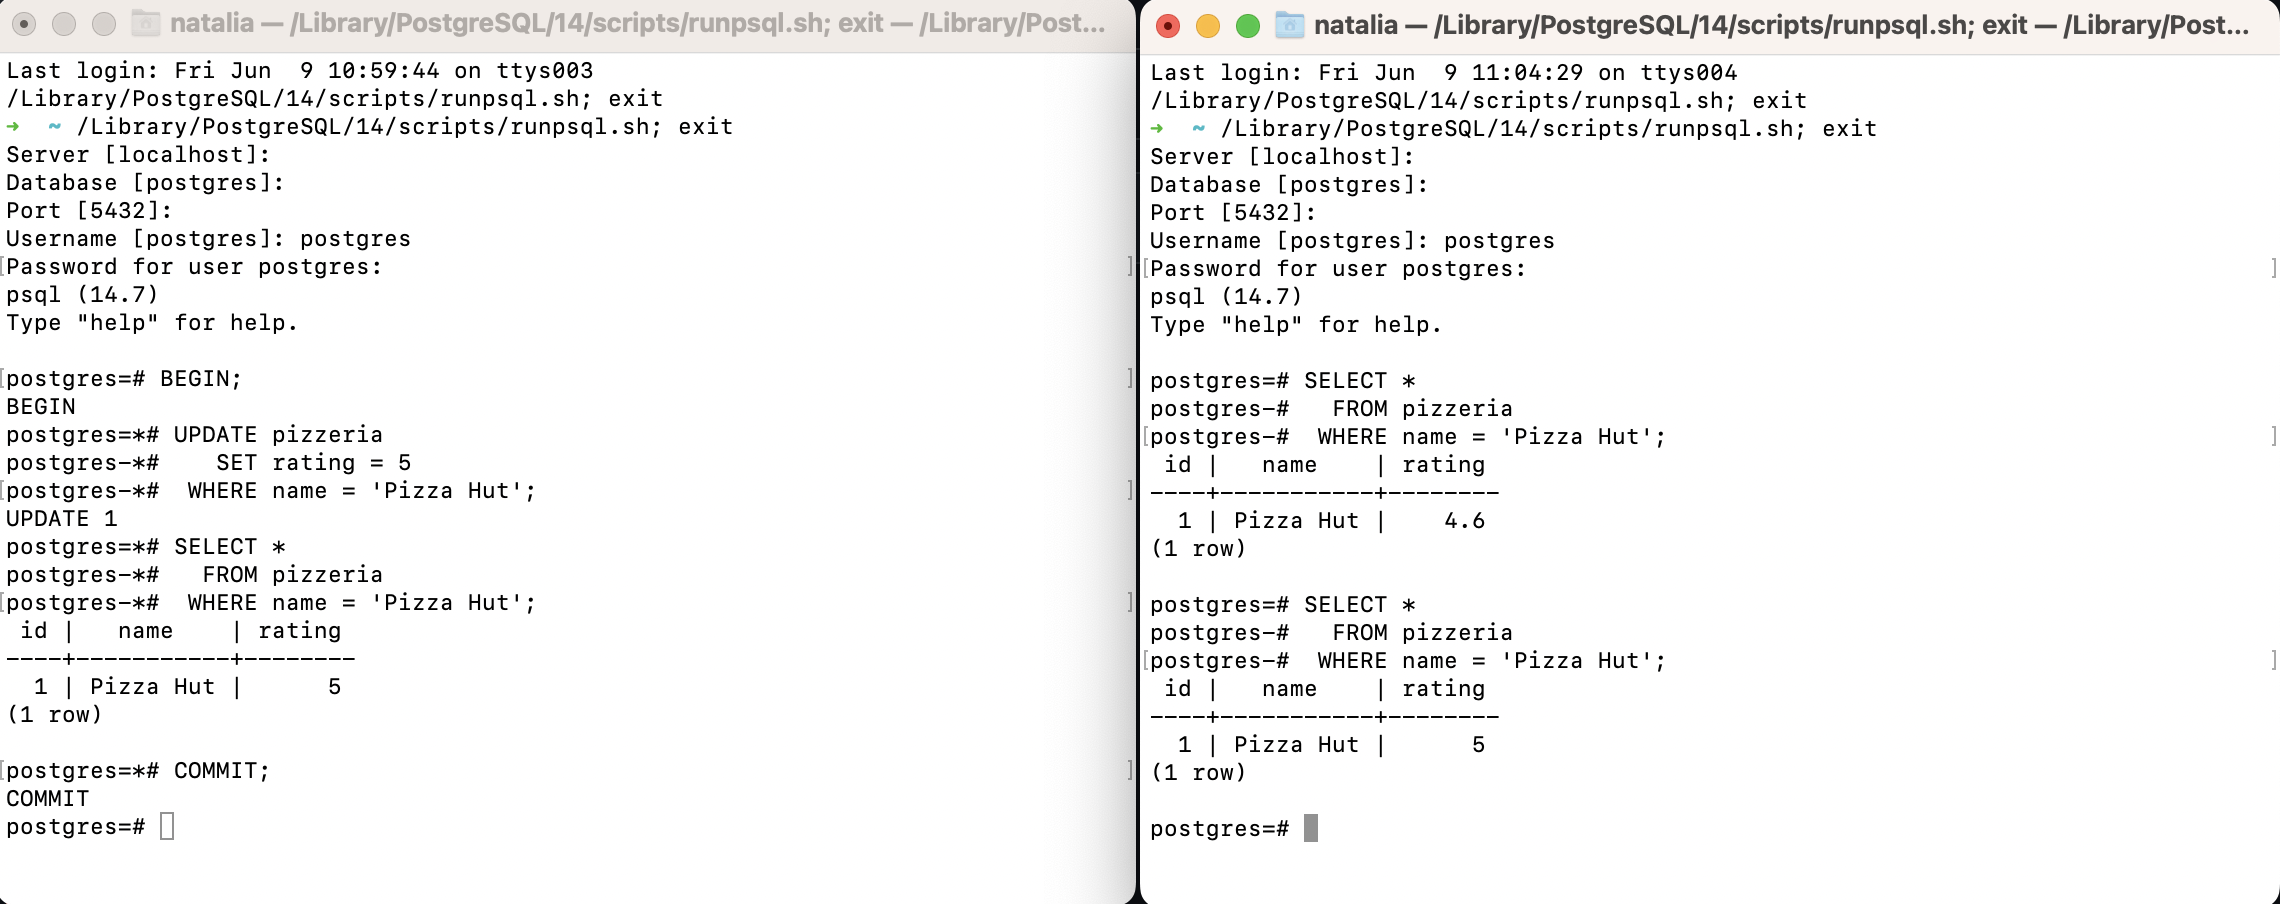 natalia — /Library/PostgreSQL/14/scripts/runpsql.sh; exit — /Library/Post...
Last login: Fri Jun  9 10:59:44 on ttys003
/Library/PostgreSQL/14/scripts/runpsql.sh; exit
➜  ~ /Library/PostgreSQL/14/scripts/runpsql.sh; exit
Server [localhost]:
Database [postgres]:
Port [5432]:
Username [postgres]: postgres
[Password for user postgres: ]
psql (14.7)
Type "help" for help.

[postgres=# BEGIN; ]
BEGIN
postgres=*# UPDATE pizzeria
postgres-*#    SET rating = 5
[postgres-*#  WHERE name = 'Pizza Hut'; ]
UPDATE 1
postgres=*# SELECT *
postgres-*#   FROM pizzeria
[postgres-*#  WHERE name = 'Pizza Hut'; ]
 id |   name    | rating
----+-----------+--------
  1 | Pizza Hut |      5
(1 row)

[postgres=*# COMMIT; ]
COMMIT
postgres=#
natalia — /Library/PostgreSQL/14/scripts/runpsql.sh; exit — /Library/Post...
Last login: Fri Jun  9 11:04:29 on ttys004
/Library/PostgreSQL/14/scripts/runpsql.sh; exit
➜  ~ /Library/PostgreSQL/14/scripts/runpsql.sh; exit
Server [localhost]:
Database [postgres]:
Port [5432]:
Username [postgres]: postgres
[Password for user postgres: ]
psql (14.7)
Type "help" for help.

postgres=# SELECT *
postgres-#   FROM pizzeria
[postgres-#  WHERE name = 'Pizza Hut'; ]
 id |   name    | rating
----+-----------+--------
  1 | Pizza Hut |    4.6
(1 row)

postgres=# SELECT *
postgres-#   FROM pizzeria
[postgres-#  WHERE name = 'Pizza Hut'; ]
 id |   name    | rating
----+-----------+--------
  1 | Pizza Hut |      5
(1 row)

postgres=#